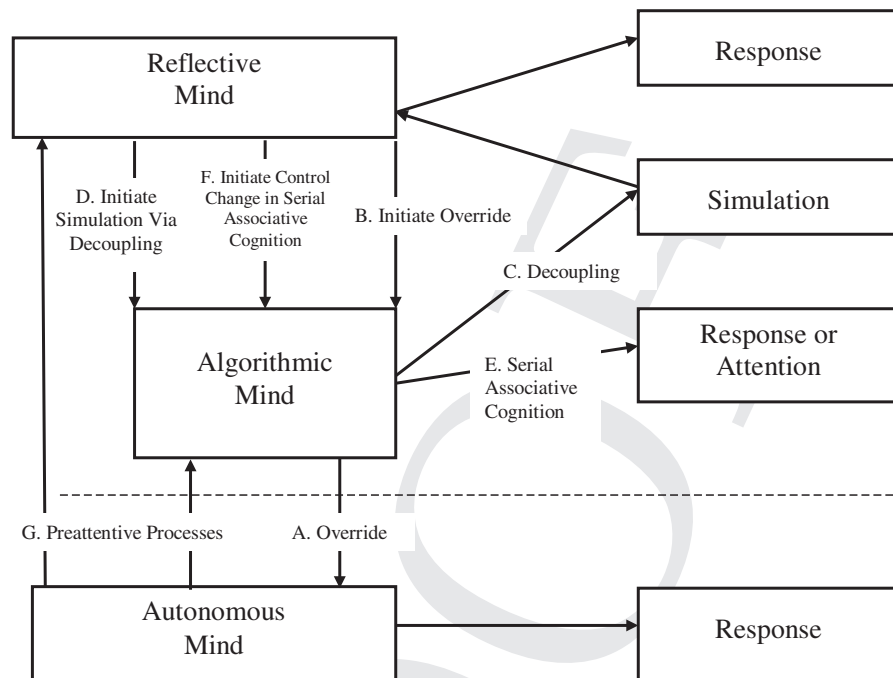 Reflective
Mind
Response
D. Initiate
Simulation Via
Decoupling
F. Initiate Control
Change in Serial
Associative
Cognition
B. Initiate Override
Simulation
C. Decoupling
Algorithmic
Mind
Response or
Attention
E. Serial
Associative
Cognition
G. Preattentive Processes
A. Override
Autonomous
Mind
Response